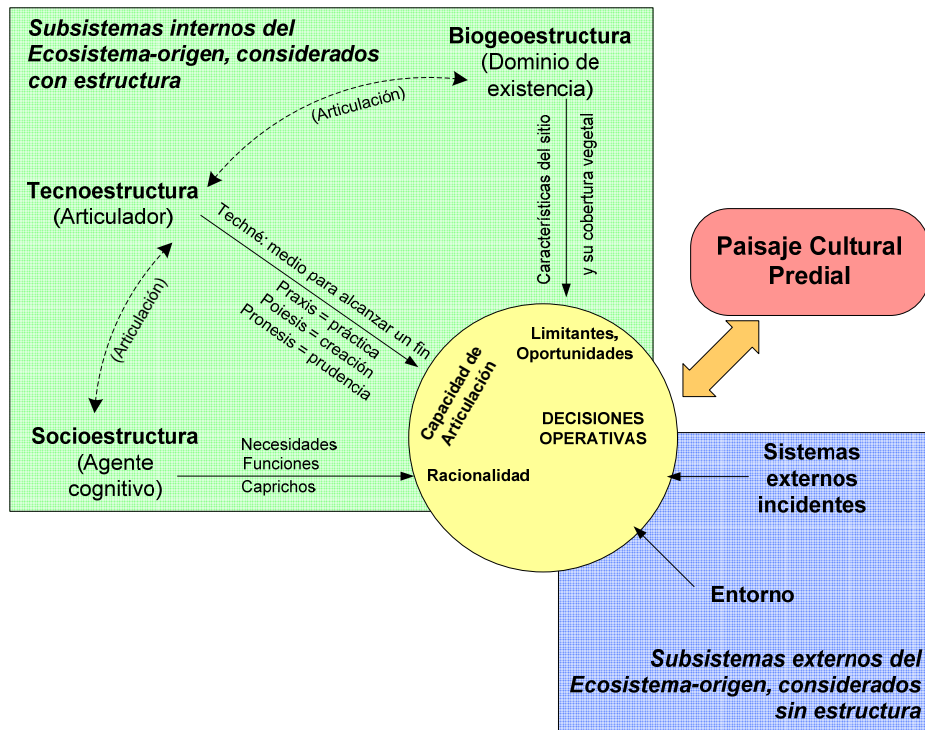 Subsistemas internos del
Ecosistema-origen, considerados
con estructura
Biogeoestructura
(Dominio de
existencia)
(Articulación)
Características del sitio
y su cobertura vegetal
Tecnoestructura
(Articulador)
Techné: medio para alcanzar un fin
Praxis = práctica
Poiesis = creación
Pronesis = prudencia
(Articulación)
Paisaje Cultural
Predial
Limitantes,
Oportunidades
Capacidad de
Articulación
DECISIONES
OPERATIVAS
Racionalidad
Socioestructura
(Agente
cognitivo)
Necesidades
Funciones
Caprichos
Sistemas
externos
incidentes
Entorno
Subsistemas externos del
Ecosistema-origen, considerados
sin estructura